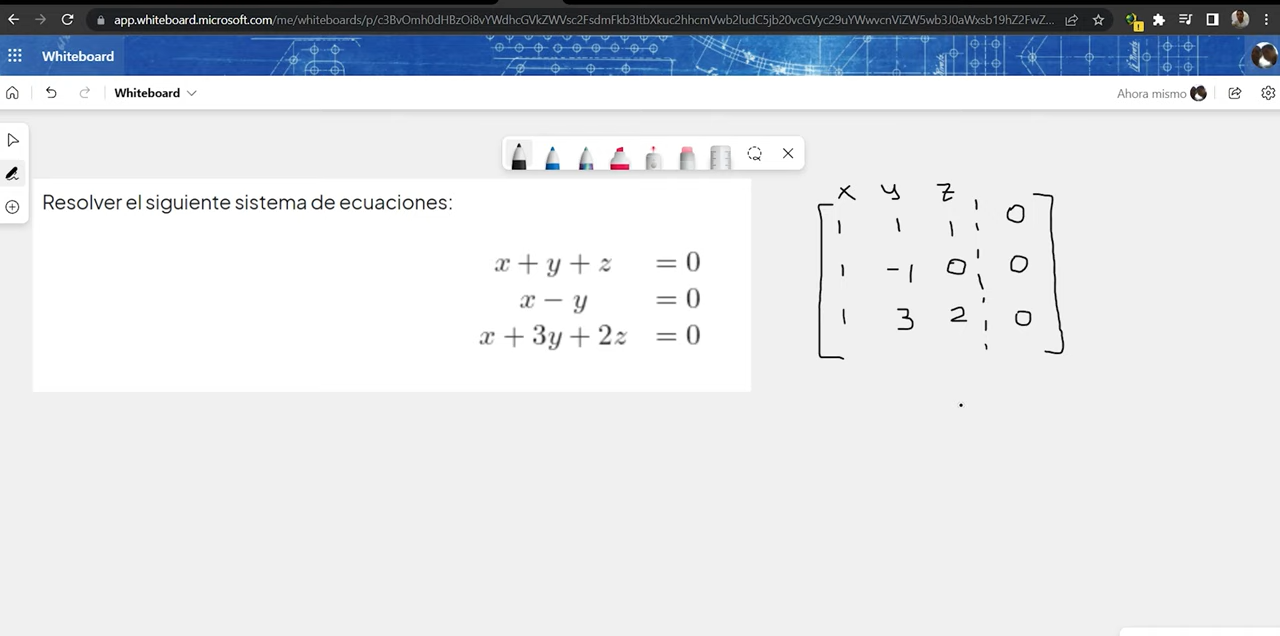 app.whiteboard.microsoft.com/me/whiteboards/p/c3BvOmh0dHBzOi8vYWdhcGVkZWVsc2FsdmFkb3ItbXkuc2hhcmVwb2ludC5jb20vcGVyc29uYWwvcnViZW5wb3J0aWxsb19hZ2FwZ...
Whiteboard
Whiteboard
Ahora mismo
Resolver el siguiente sistema de ecuaciones:
x + y + z = 0
x − y = 0
x + 3y + 2z = 0
x y z
1 1 1 0
1 -1 0 0
1 3 2 0